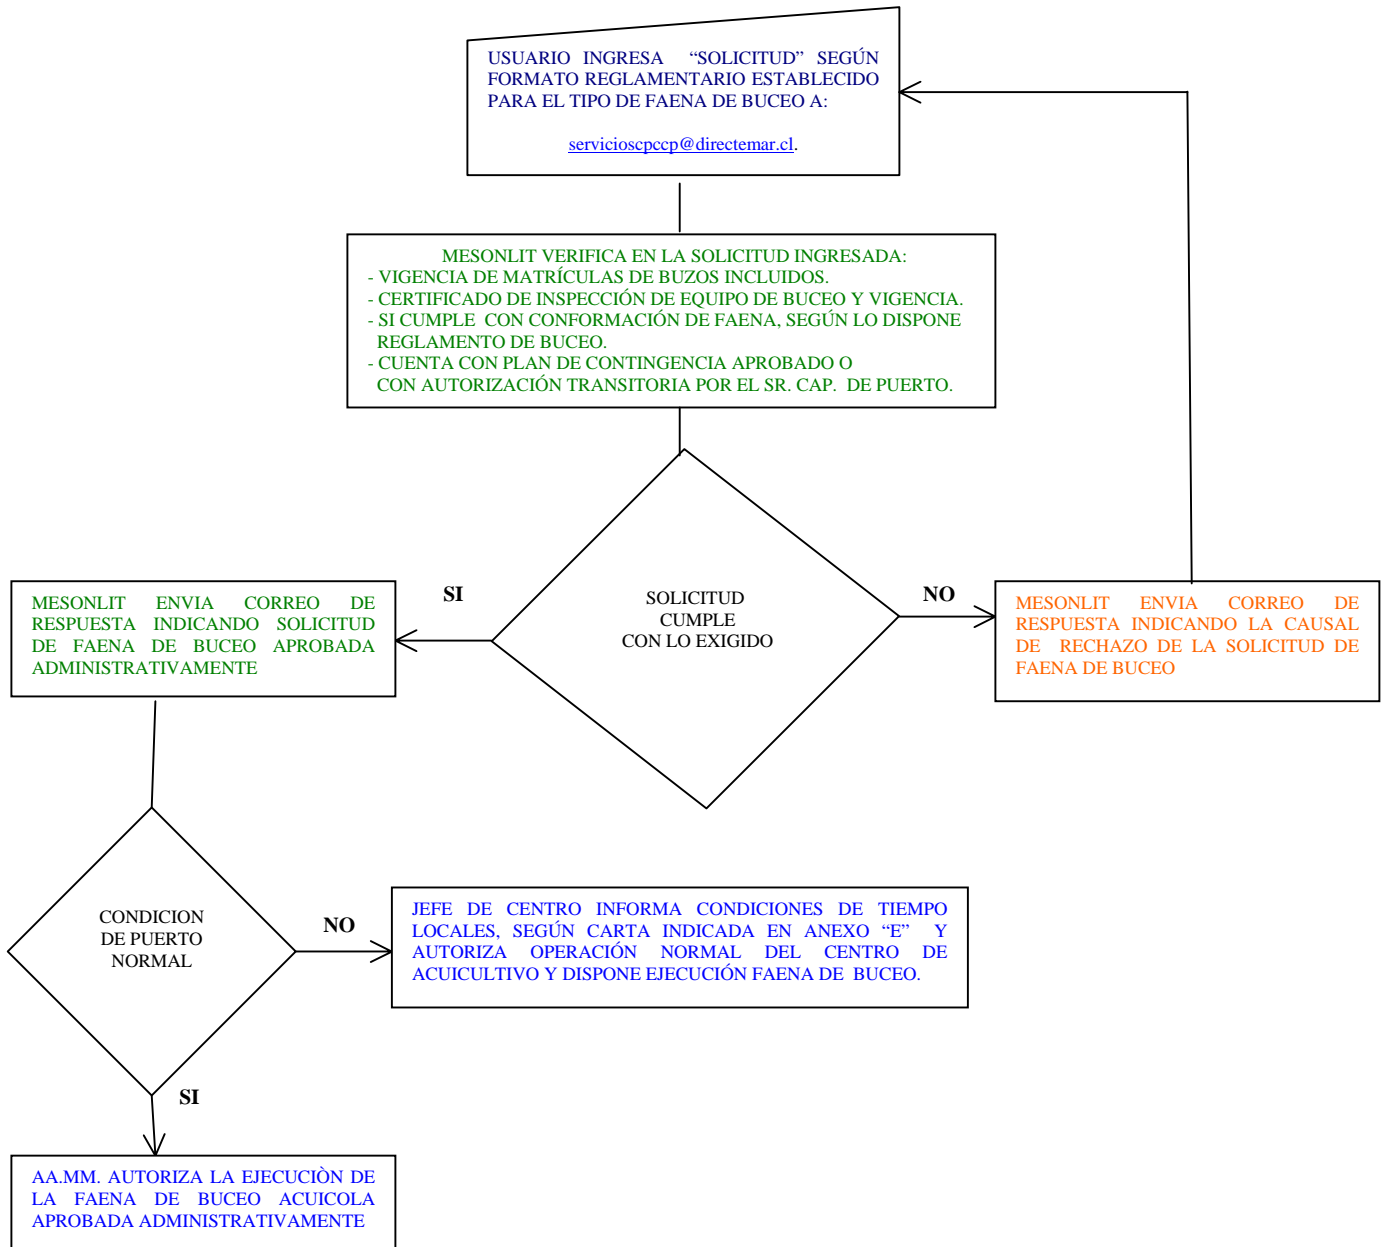 USUARIO INGRESA “SOLICITUD” SEGÚN
FORMATO REGLAMENTARIO ESTABLECIDO
PARA EL TIPO DE FAENA DE BUCEO A:
servicioscpccp@directemar.cl.
MESONLIT VERIFICA EN LA SOLICITUD INGRESADA:
- VIGENCIA DE MATRÍCULAS DE BUZOS INCLUIDOS.
- CERTIFICADO DE INSPECCIÓN DE EQUIPO DE BUCEO Y VIGENCIA.
- SI CUMPLE CON CONFORMACIÓN DE FAENA, SEGÚN LO DISPONE
REGLAMENTO DE BUCEO.
- CUENTA CON PLAN DE CONTINGENCIA APROBADO O
CON AUTORIZACIÓN TRANSITORIA POR EL SR. CAP. DE PUERTO.
SOLICITUD
CUMPLE
CON LO EXIGIDO
SI
NO
MESONLIT ENVIA CORREO DE
RESPUESTA INDICANDO SOLICITUD
DE FAENA DE BUCEO APROBADA
ADMINISTRATIVAMENTE
MESONLIT ENVIA CORREO DE
RESPUESTA INDICANDO LA CAUSAL
DE RECHAZO DE LA SOLICITUD DE
FAENA DE BUCEO
CONDICION
DE PUERTO
NORMAL
NO
JEFE DE CENTRO INFORMA CONDICIONES DE TIEMPO
LOCALES, SEGÚN CARTA INDICADA EN ANEXO “E” Y
AUTORIZA OPERACIÓN NORMAL DEL CENTRO DE
ACUICULTIVO Y DISPONE EJECUCIÓN FAENA DE BUCEO.
SI
AA.MM. AUTORIZA LA EJECUCIÒN DE
LA FAENA DE BUCEO ACUICOLA
APROBADA ADMINISTRATIVAMENTE